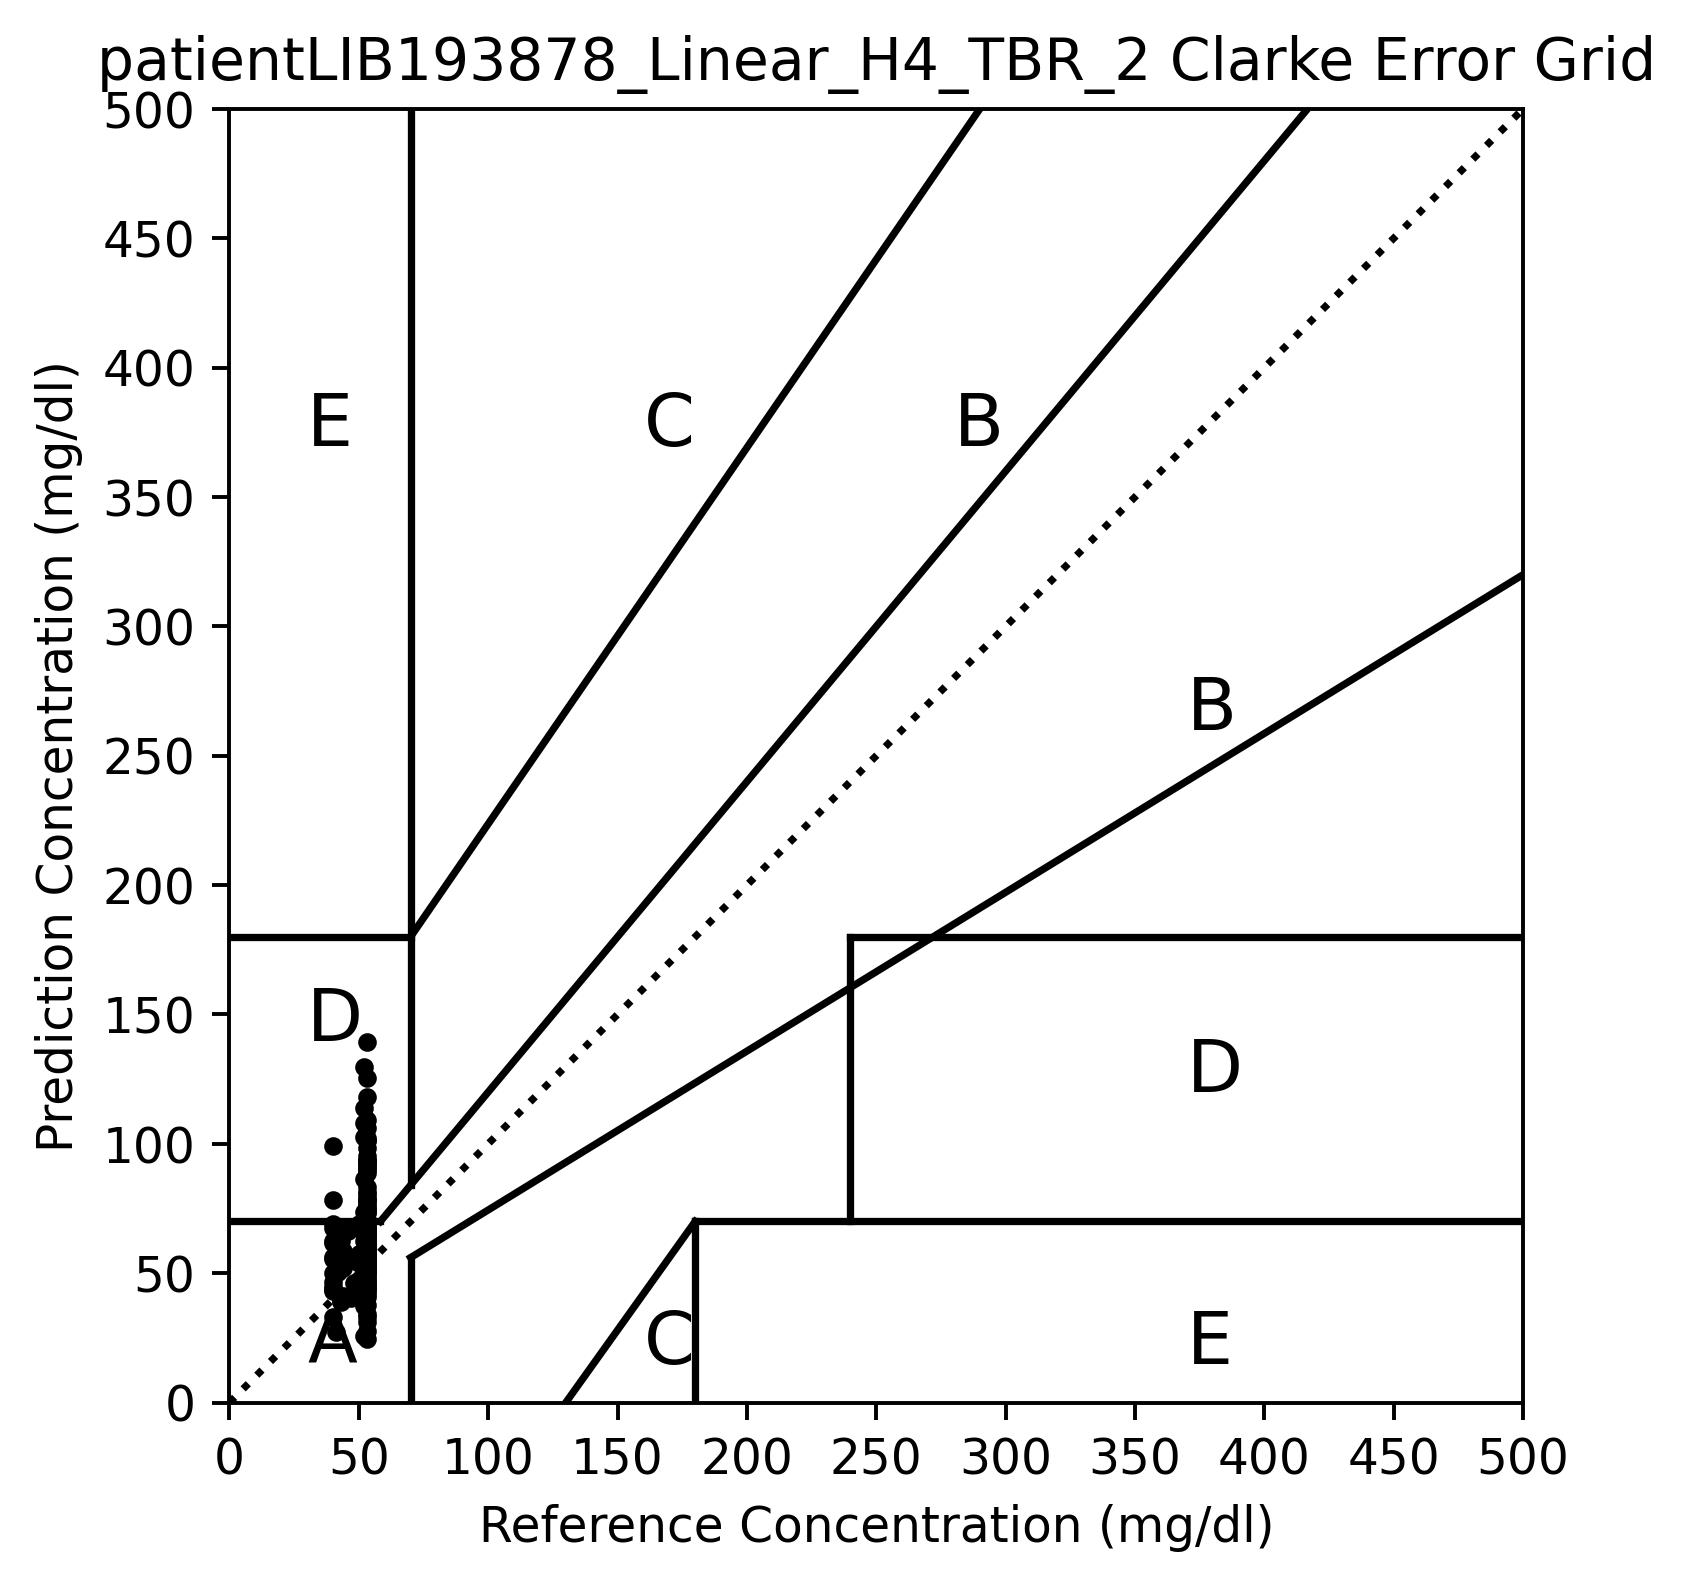 patientLIB193878_Linear_H4_TBR_2 Clarke Error Grid
Prediction Concentration (mg/dl)
500
450
400
350
300
250
200
150
100
50
0
E
C
B
B
D
D
A
C
E
0 50 100 150 200 250 300 350 400 450 500
Reference Concentration (mg/dl)